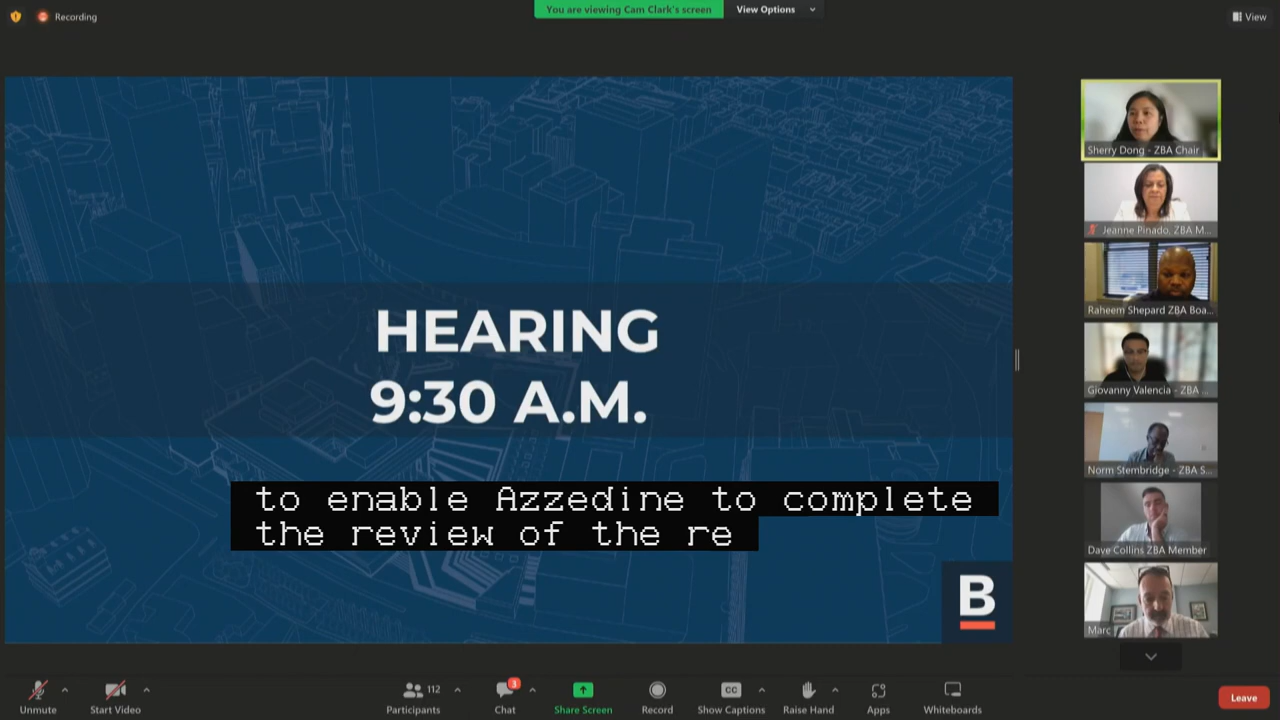 Recording
You are viewing Cam Clark's screen
View Options
View
HEARING
9:30 A.M.
to enable Azzedine to complete
the review of the re
B
Sherry Dong - ZBA Chair
Jeanne Pinado, ZBA M...
Raheem Shepard ZBA Boa...
Giovanny Valencia - ZBA ...
Norm Stembridge - ZBA S...
Dave Collins ZBA Member
Marc
Unmute
Start Video
112
Participants
3
Chat
Share Screen
Record
CC
Show Captions
Raise Hand
Apps
Whiteboards
Leave